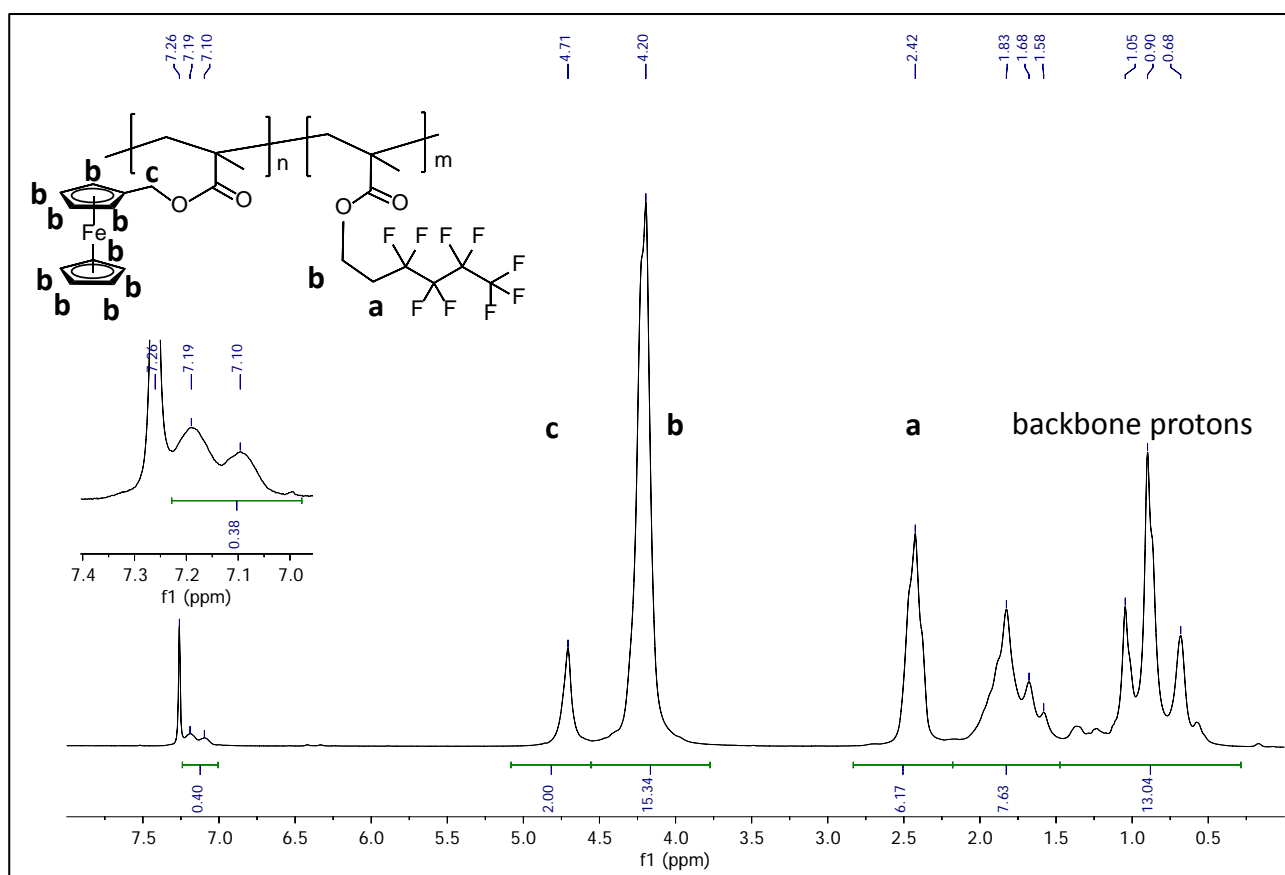 7.26
7.19
7.10
4.71
4.20
2.42
1.83
1.68
1.58
1.05
0.90
0.68
n
m
c
b
b
b
b
b
O
O
Fe
b
b
b
b
b
b
O
O
b
a
F
F
F
F
F
F
F
F
F
7.26
7.19
7.10
0.38
7.4 7.3 7.2 7.1 7.0
f1 (ppm)
c
b
a
backbone protons
0.40
2.00
15.34
6.17
7.63
13.04
7.5 7.0 6.5 6.0 5.5 5.0 4.5 4.0 3.5 3.0 2.5 2.0 1.5 1.0 0.5
f1 (ppm)